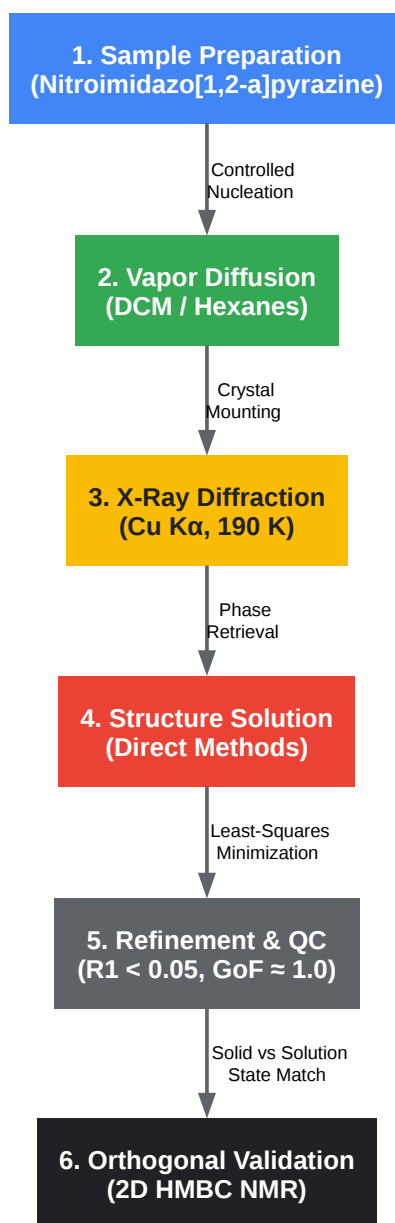 1. Sample Preparation
(Nitroimidazo[1,2-a]pyrazine)
Controlled
Nucleation
2. Vapor Diffusion
(DCM / Hexanes)
Crystal
Mounting
3. X-Ray Diffraction
(Cu Kα, 190 K)
Phase
Retrieval
4. Structure Solution
(Direct Methods)
Least-Squares
Minimization
5. Refinement & QC
(R1 < 0.05, GoF ≈ 1.0)
Solid vs Solution
State Match
6. Orthogonal Validation
(2D HMBC NMR)